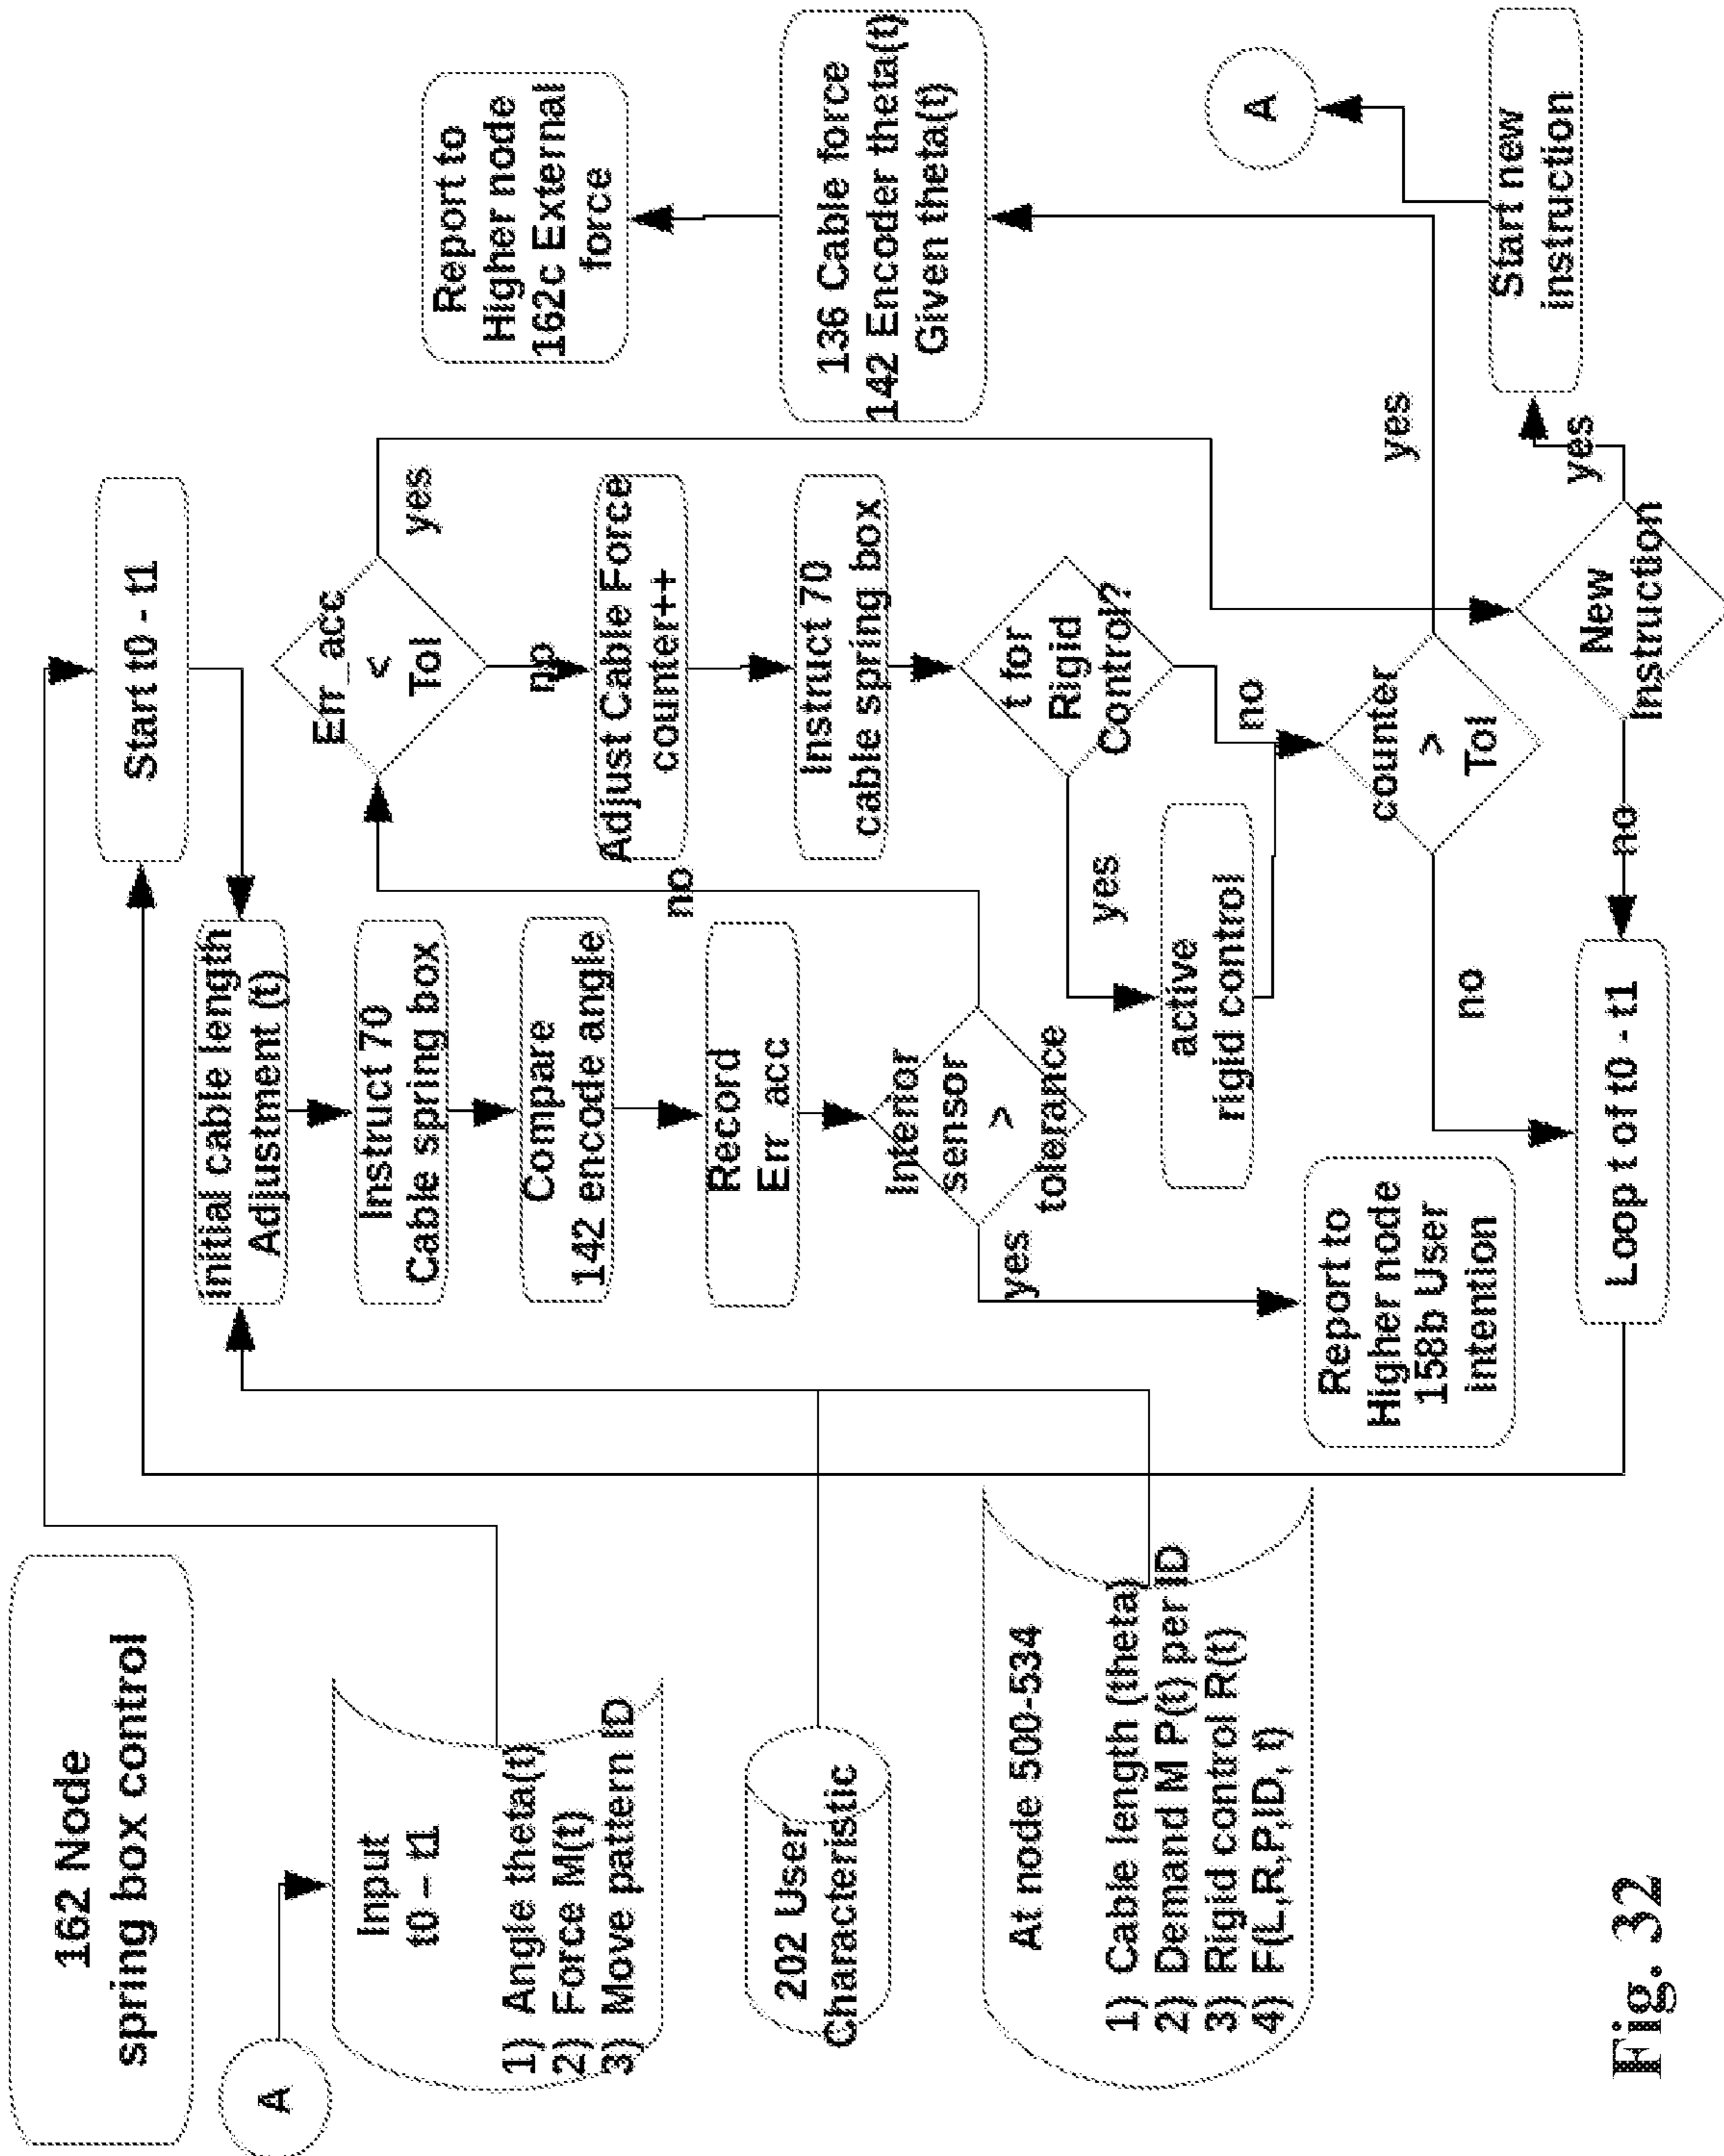 162 Node
spring box control
A
Input
t0 – t1
1) Angle theta(t)
2) Force M(t)
3) Move pattern ID
202 User
Characteristic
At node 500-534
1) Cable length (theta)
2) Demand M P(t) per ID
3) Rigid control R(t)
4) F(L,R,P,ID, t)
Start t0 - t1
Initial cable length
Adjustment (t)
Instruct 70
Cable spring box
Compare
142 encode angle
Record
Err_acc
Interior
sensor
>
tolerance
yes
no
Report to
Higher node
158b User
intention
Err_acc
<
Tol
yes
no
Adjust Cable Force
counter++
Instruct 70
cable spring box
t for
Rigid
Control?
yes
no
active
rigid control
counter
>
Tol
yes
no
Loop t of t0 - t1
New
Instruction
no
yes
Start new
instruction
A
136 Cable force
142 Encoder theta(t)
Given theta(t)
Report to
Higher node
162c External
force
Fig. 32